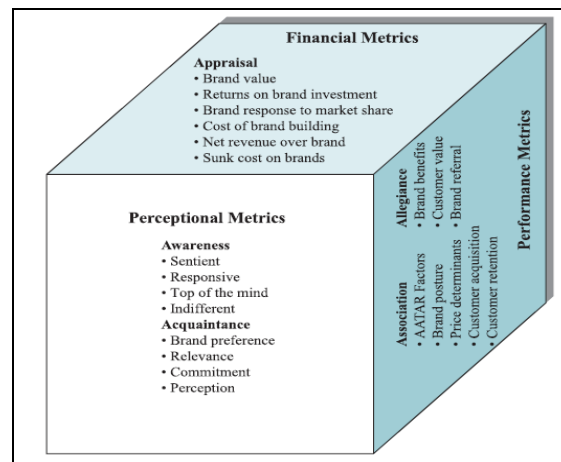 Financial Metrics
Appraisal
• Brand value
• Returns on brand investment
• Brand response to market share
• Cost of brand building
• Net revenue over brand
• Sunk cost on brands
Perceptional Metrics
Awareness
• Sentient
• Responsive
• Top of the mind
• Indifferent
Acquaintance
• Brand preference
• Relevance
• Commitment
• Perception
Allegiance
• Brand benefits
• Customer value
• Brand referral
Association
• AATAR Factors
• Brand posture
• Price determinants
• Customer acquisition
• Customer retention
Performance Metrics